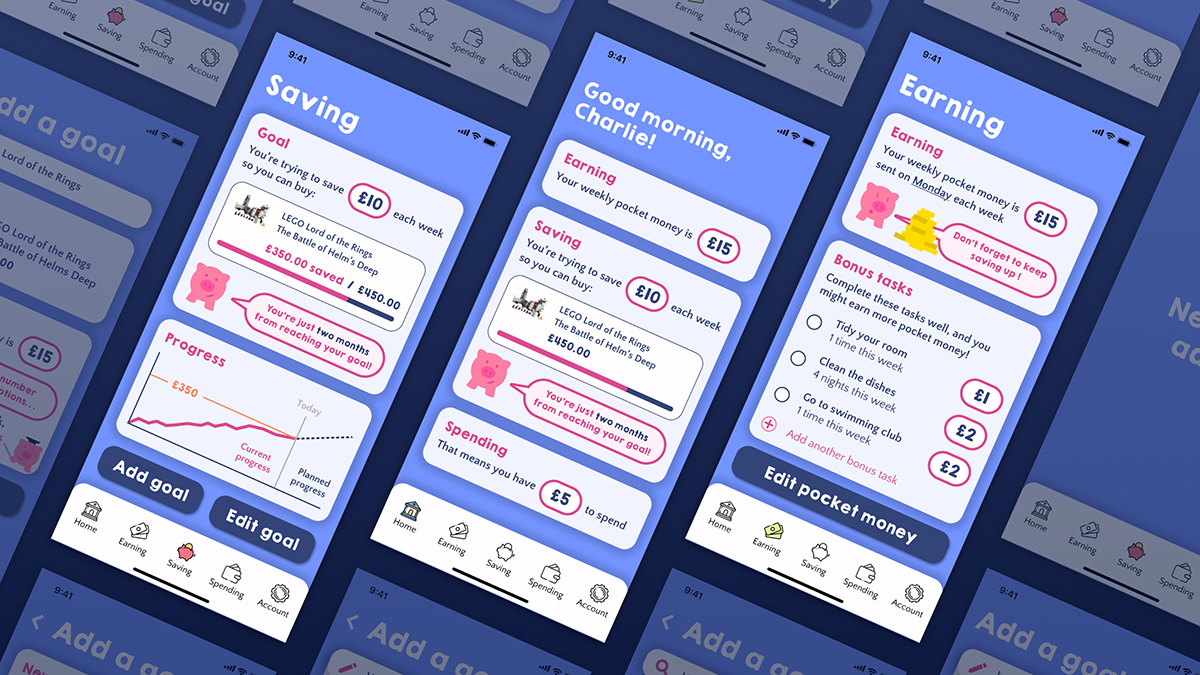 Earning
Saving
Spending
Account
£15
Add a goal
Lord of the Rings
LEGO Lord of the Rings
The Battle of Helms Deep
£15
9:41
Saving
Goal
You're trying to save £10 each week
so you can buy:
LEGO Lord of the Rings
The Battle of Helm's Deep
£350.00 saved / £450.00
You're just two months
from reaching your goal!
Progress
£350
Today
Current
progress
Planned
progress
Add goal
Edit goal
Home
Earning
Saving
Spending
Account
Saving
Spending
Account
9:41
Good morning,
Charlie!
Earning
Your weekly pocket money is £15
Saving
You're trying to save £10 each week
so you can buy:
LEGO Lord of the Rings
The Battle of Helm's Deep
£450.00
You're just two months
from reaching your goal!
Spending
That means you have £5 to spend
Home
Earning
Saving
Spending
Account
Earning
Saving
Spending
Account
9:41
Earning
Earning
Your weekly pocket money is £15
sent on Monday each week
Don't forget to keep
saving up!
Bonus tasks
Complete these tasks well, and you
might earn more pocket money!
Tidy your room
1 time this week
£1
Clean the dishes
4 nights this week
£2
Go to swimming club
1 time this week
£2
Add another bonus task
Edit pocket money
Home
Earning
Saving
Spending
Account
Earning
Saving
Spending
Account
Home
Earning
Saving
Spending
9:41
Add a goal
9:41
Add a goal
9:41
Add a goal
9:41
Add a goal